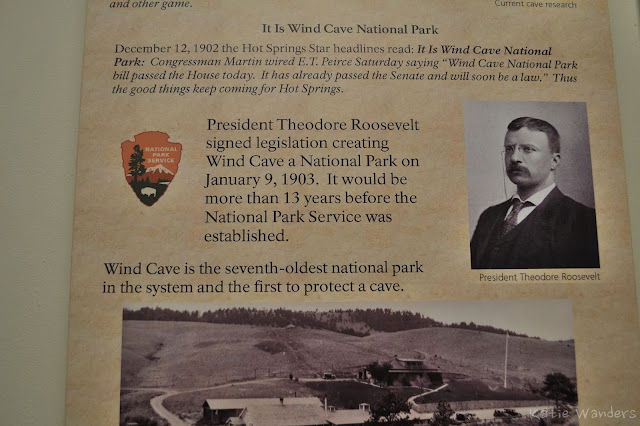 and other game.
Current cave research
It Is Wind Cave National Park
December 12, 1902 the Hot Springs Star headlines read: It Is Wind Cave National
Park: Congressman Martin wired E.T. Peirce Saturday saying “Wind Cave National Park
bill passed the House today. It has already passed the Senate and will soon be a law.” Thus
the good things keep coming for Hot Springs.
NATIONAL
PARK
SERVICE
President Theodore Roosevelt
signed legislation creating
Wind Cave a National Park on
January 9, 1903. It would be
more than 13 years before the
National Park Service was
established.
President Theodore Roosevelt
Wind Cave is the seventh-oldest national park
in the system and the first to protect a cave.
Katie Wanders